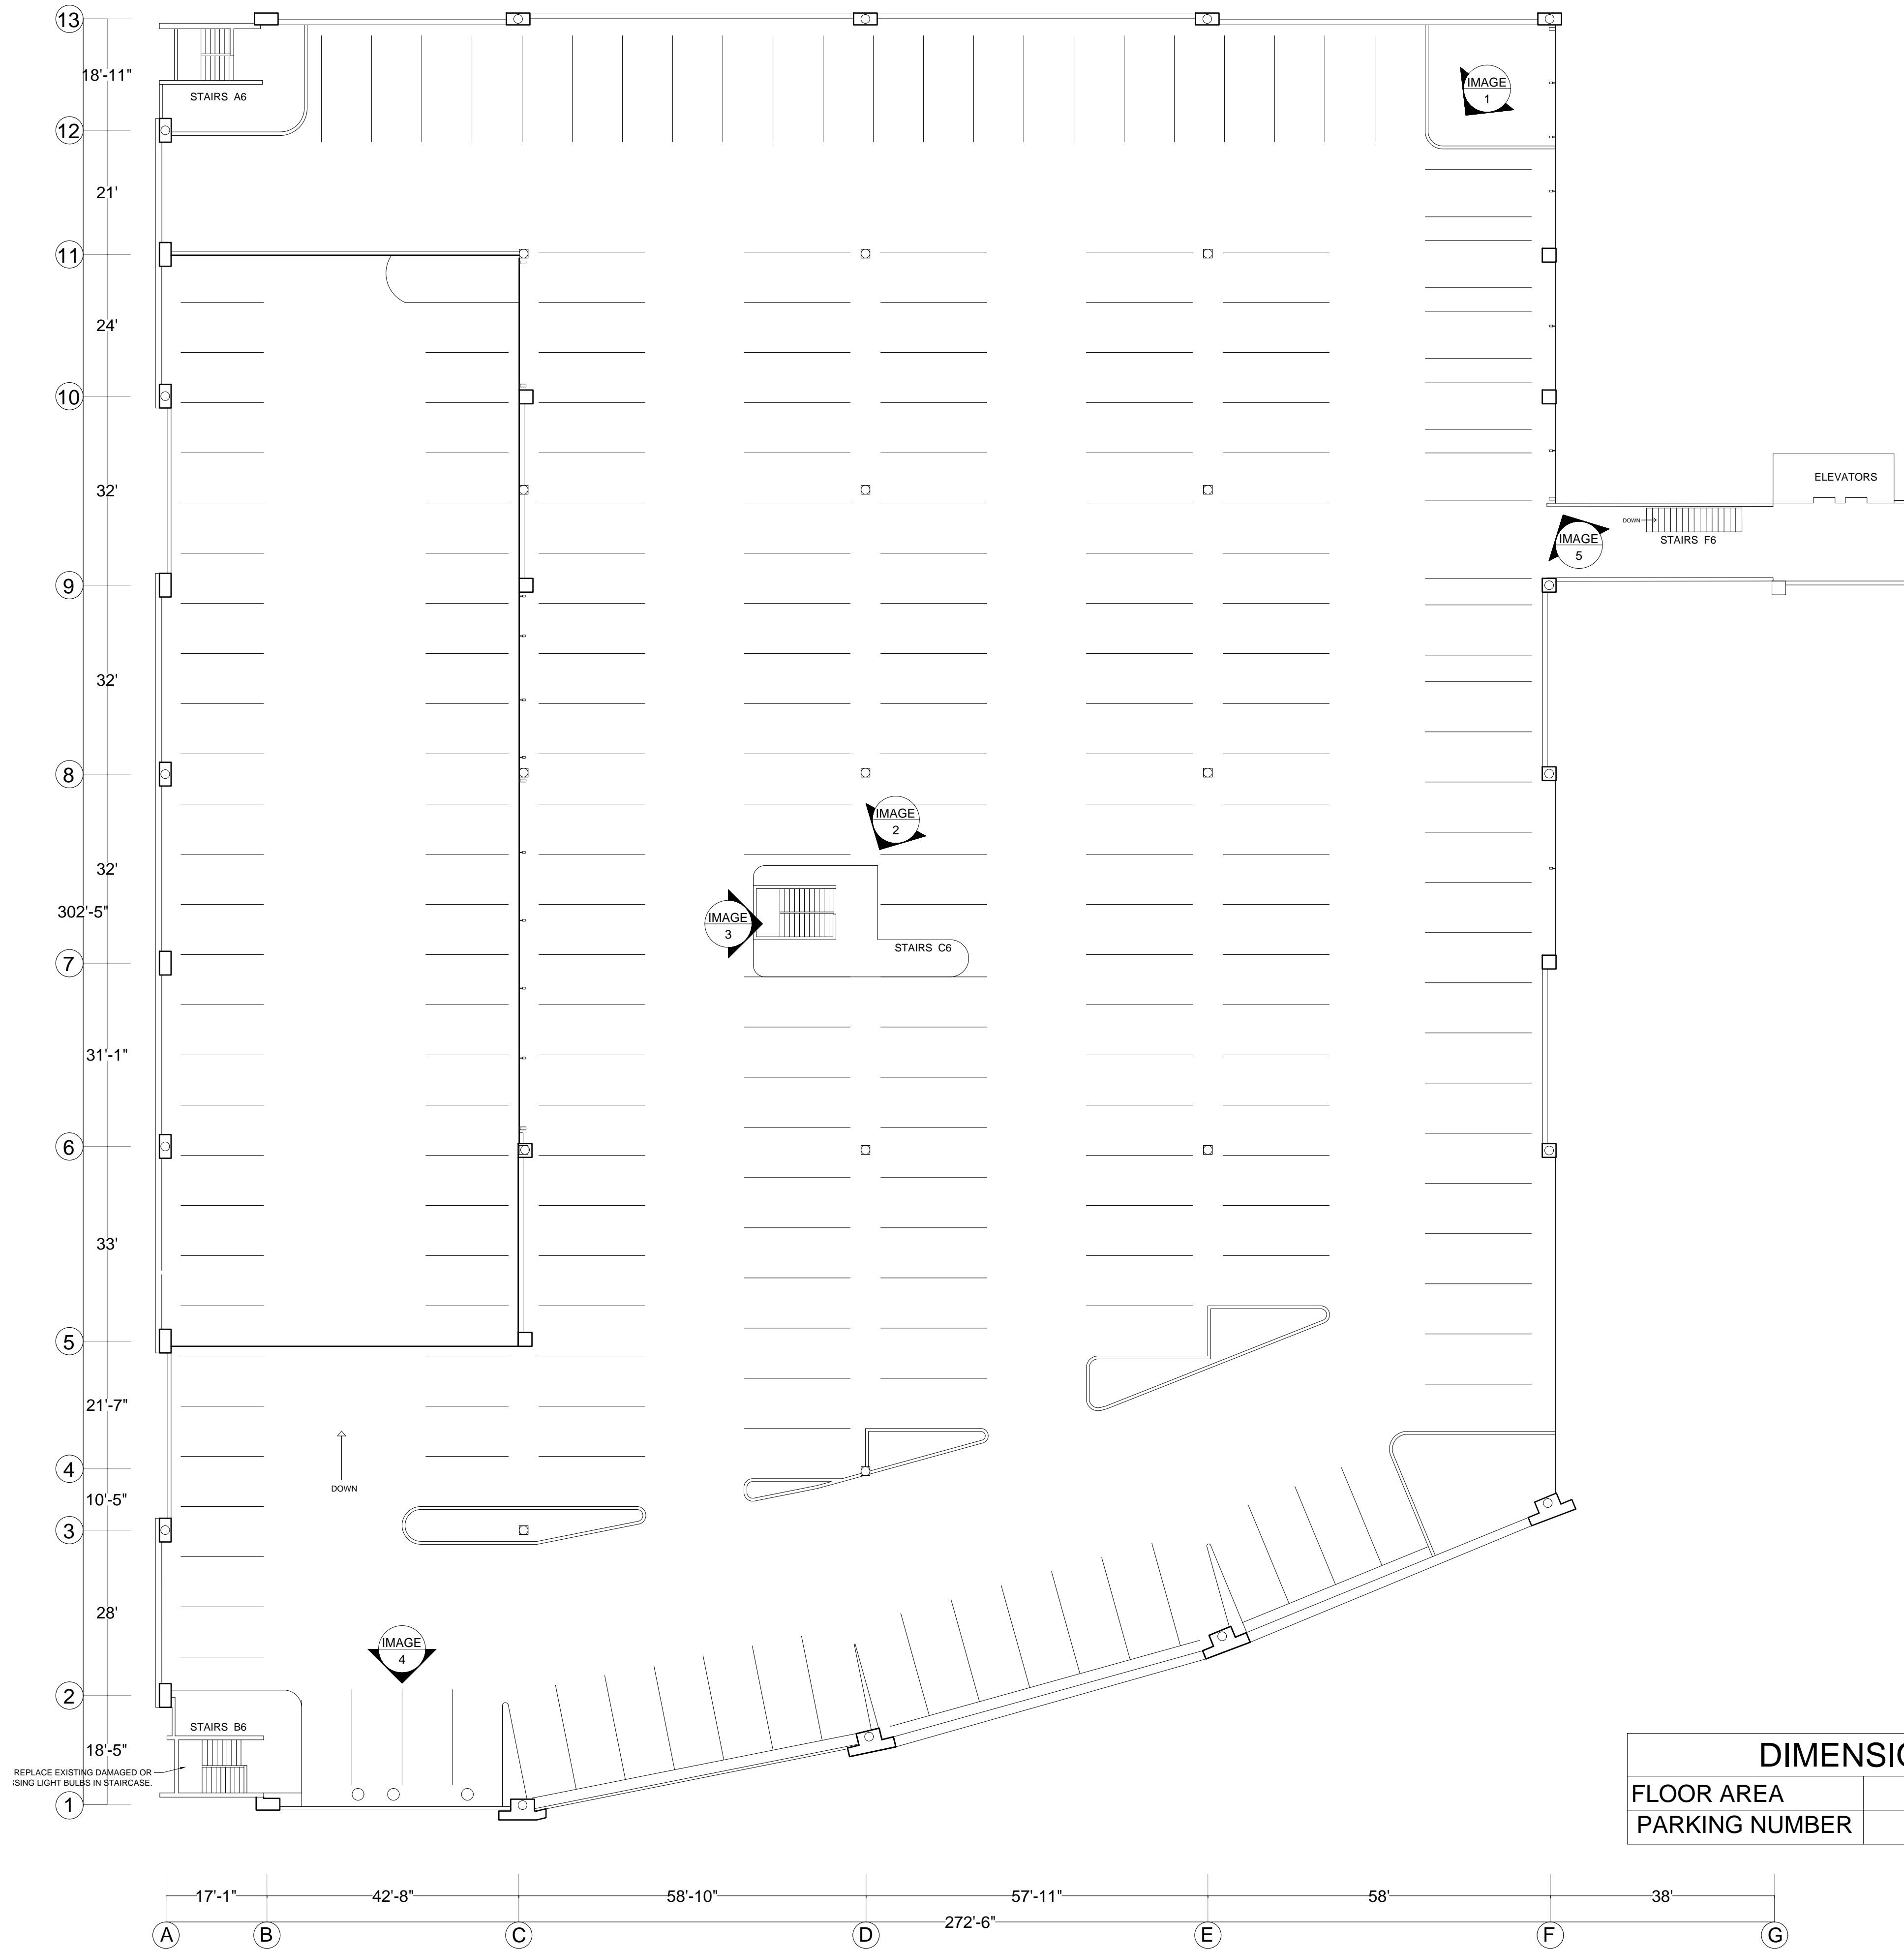 13
18'-11"
STAIRS A6
IMAGE
1
12
21'
11
24'
10
32'
ELEVATORS
DOWN
STAIRS F6
IMAGE
5
9
32'
8
IMAGE
2
32'
302'-5"
IMAGE
3
STAIRS C6
7
31'-1"
6
33'
5
21'-7"
4
DOWN
10'-5"
3
28'
IMAGE
4
2
STAIRS B6
18'-5"
REPLACE EXISTING DAMAGED OR
SING LIGHT BULBS IN STAIRCASE.
1
DIMENSIO
FLOOR AREA
PARKING NUMBER
17'-1"
42'-8"
58'-10"
57'-11"
58'
38'
272'-6"
A
B
C
D
E
F
G